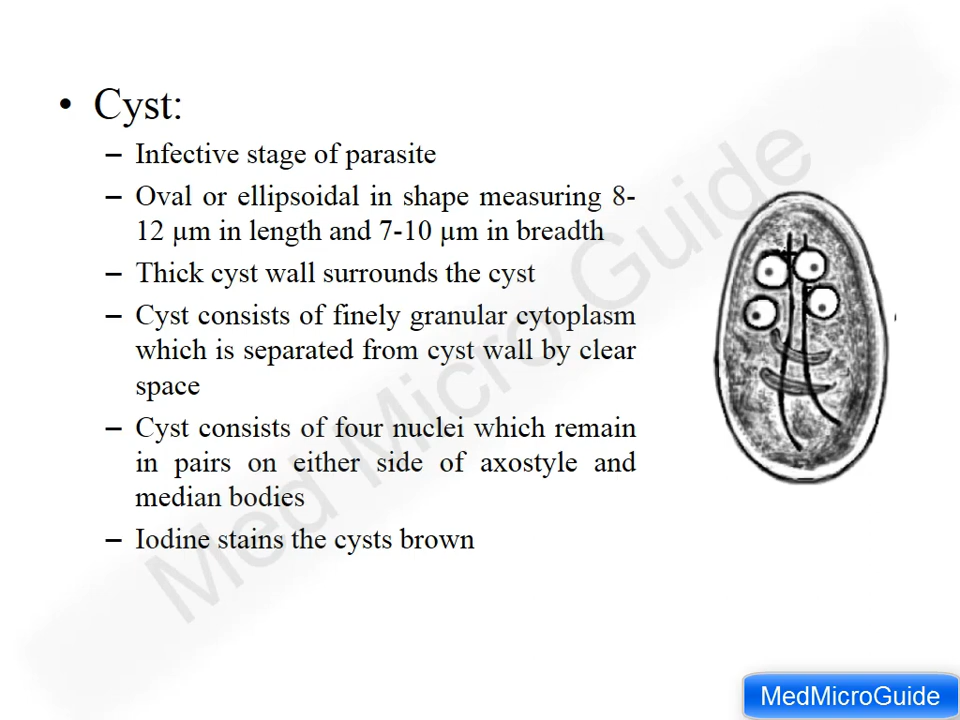 • Cyst:
– Infective stage of parasite
– Oval or ellipsoidal in shape measuring 8-
12 µm in length and 7-10 µm in breadth
– Thick cyst wall surrounds the cyst
– Cyst consists of finely granular cytoplasm
which is separated from cyst wall by clear
space
– Cyst consists of four nuclei which remain
in pairs on either side of axostyle and
median bodies
– Iodine stains the cysts brown
Med Micro Guide
MedMicroGuide